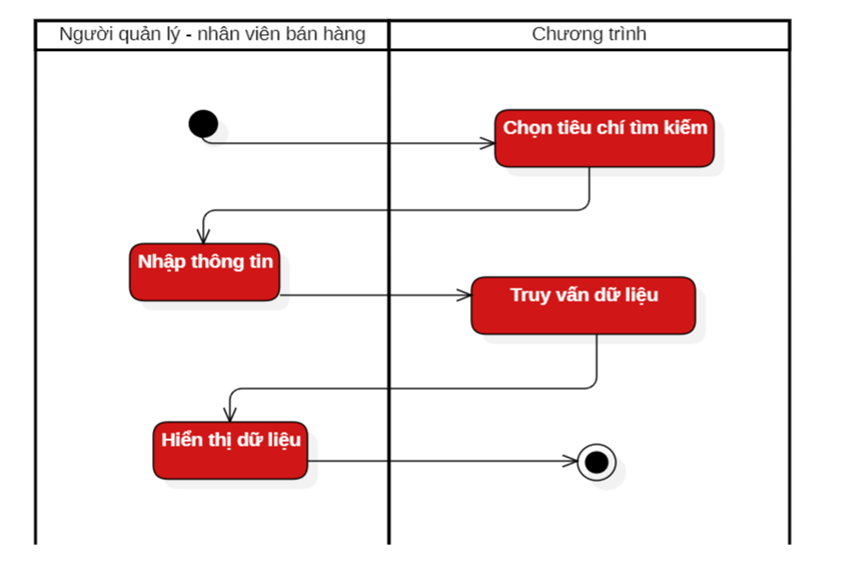 Người quản lý - nhân viên bán hàng
Chương trình
Chọn tiêu chí tìm kiếm
Nhập thông tin
Truy vấn dữ liệu
Hiển thị dữ liệu